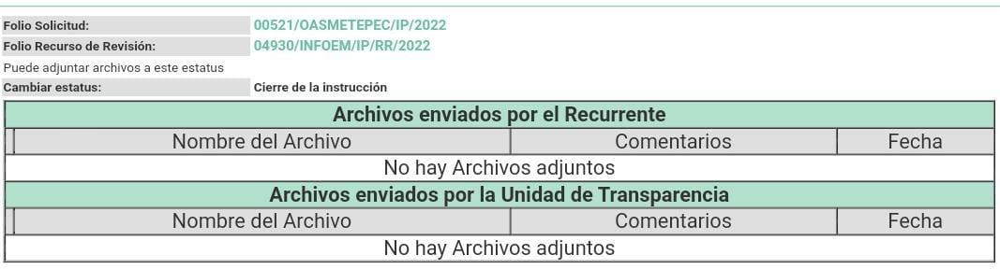 Folio Solicitud: 00521/OASMETEPEC/IP/2022
Folio Recurso de Revisión: 04930/INFOEM/IP/RR/2022
Puede adjuntar archivos a este estatus
Cambiar estatus: Cierre de la instrucción
Archivos enviados por el Recurrente
Nombre del Archivo Comentarios Fecha
No hay Archivos adjuntos
Archivos enviados por la Unidad de Transparencia
Nombre del Archivo Comentarios Fecha
No hay Archivos adjuntos